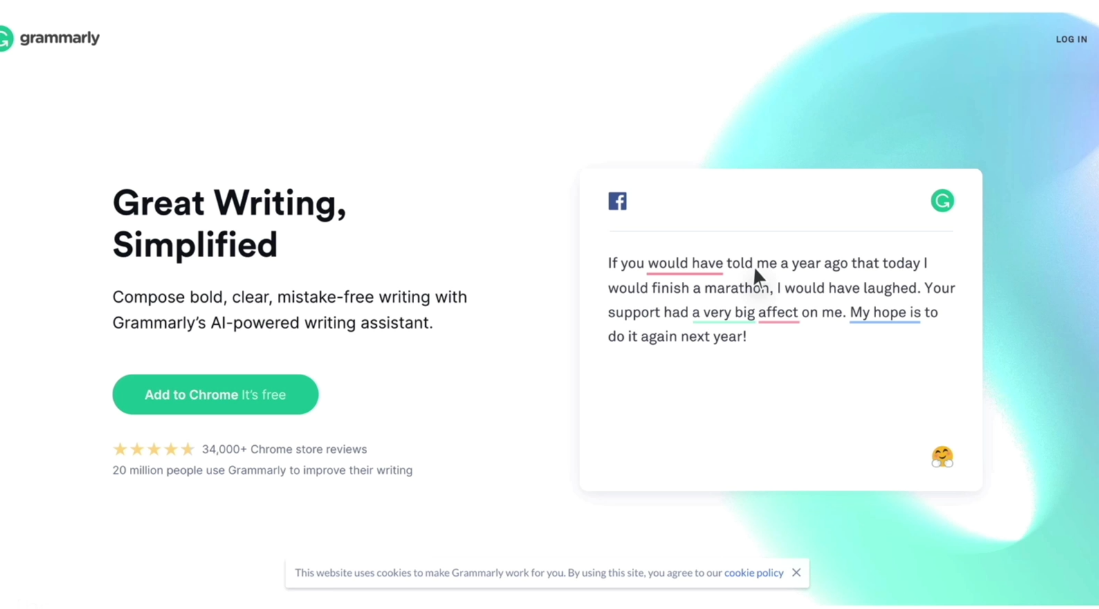 grammarly
LOG IN
Great Writing,
Simplified
Compose bold, clear, mistake-free writing with
Grammarly's AI-powered writing assistant.
Add to Chrome It's free
34,000+ Chrome store reviews
20 million people use Grammarly to improve their writing
If you would have told me a year ago that today I
would finish a marathon, I would have laughed. Your
support had a very big affect on me. My hope is to
do it again next year!
This website uses cookies to make Grammarly work for you. By using this site, you agree to our cookie policy